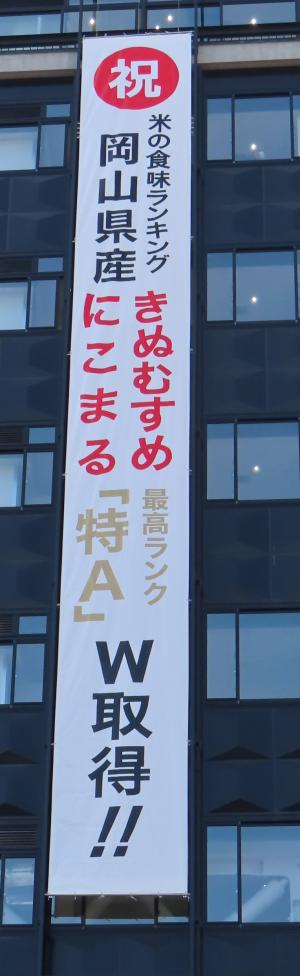 祝
米の食味ランキング
岡山県産
きぬむすめ
にこまる
最高ランク
「特A」
W取得!!